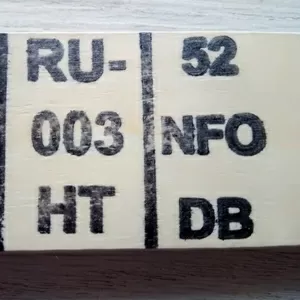 RU- 52
003 NFO
HT DB